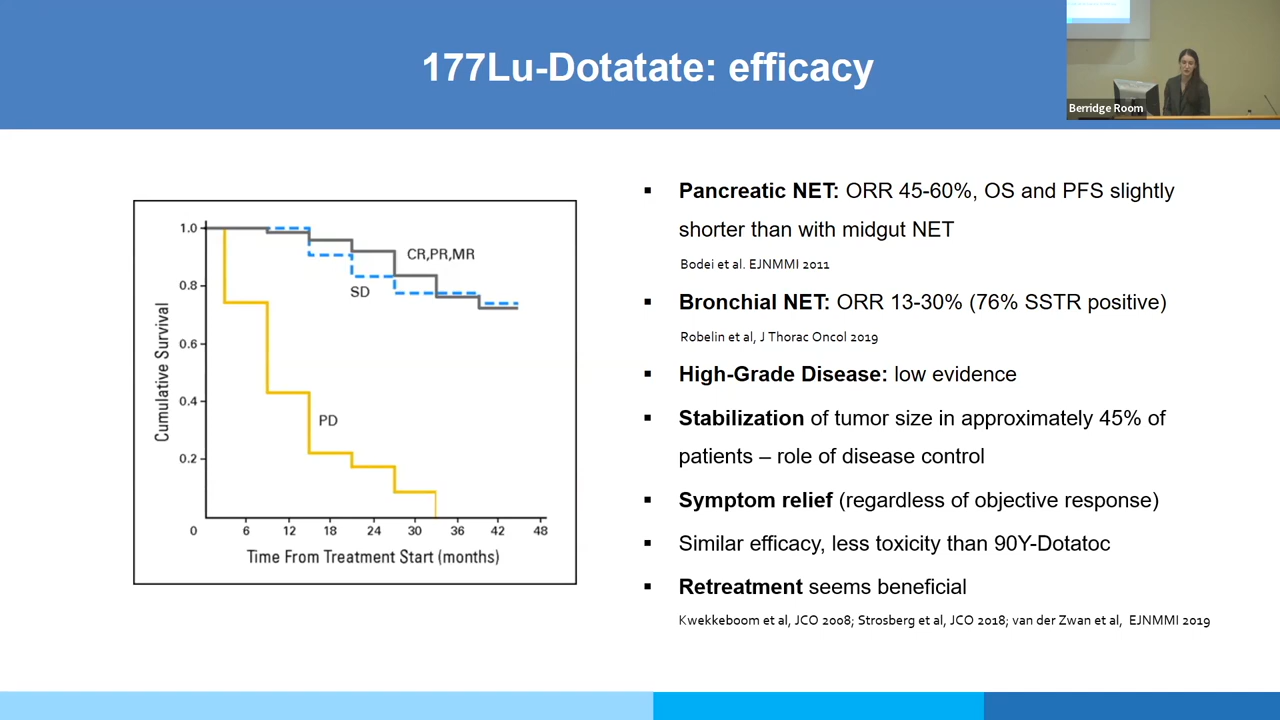 177Lu-Dotatate: efficacy
Berridge Room
1.0
0.8
0.6
0.4
0.2
Cumulative Survival
CR,PR,MR
SD
PD
0 6 12 18 24 30 36 42 48
Time From Treatment Start (months)
▪ Pancreatic NET: ORR 45-60%, OS and PFS slightly
shorter than with midgut NET
Bodei et al. EJNMMI 2011
▪ Bronchial NET: ORR 13-30% (76% SSTR positive)
Robelin et al, J Thorac Oncol 2019
▪ High-Grade Disease: low evidence
▪ Stabilization of tumor size in approximately 45% of
patients – role of disease control
▪ Symptom relief (regardless of objective response)
▪ Similar efficacy, less toxicity than 90Y-Dotatoc
▪ Retreatment seems beneficial
Kwekkeboom et al, JCO 2008; Strosberg et al, JCO 2018; van der Zwan et al, EJNMMI 2019